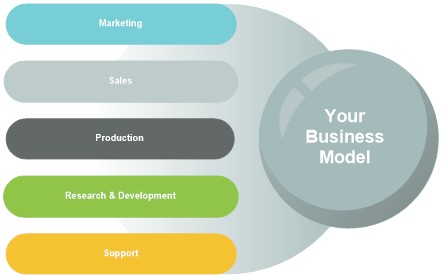 Marketing
Sales
Production
Research & Development
Support
Your
Business
Model